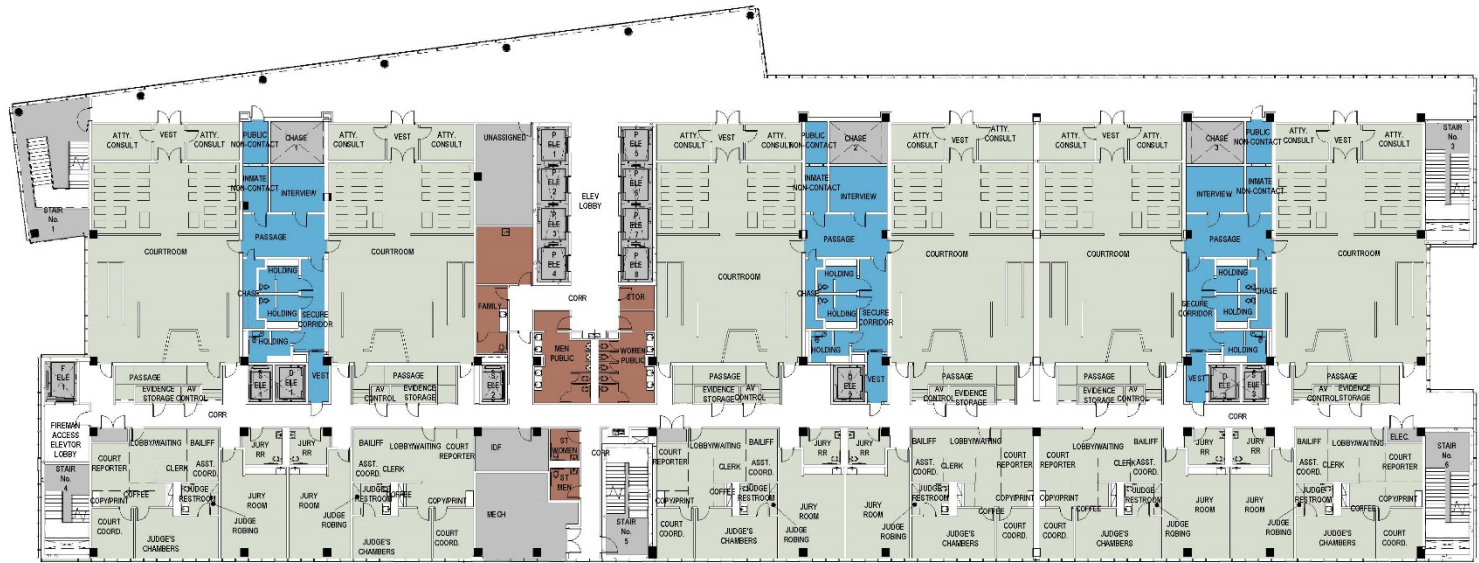 ATTY. CONSULT
VEST
ATTY. CONSULT
PUBLIC NON-CONTACT
CHASE 1
ATTY. CONSULT
VEST
ATTY. CONSULT
UNASSIGNED
P ELE 1
P ELE 5
ATTY. CONSULT
VEST
ATTY. CONSULT
PUBLIC NON-CONTACT
CHASE 2
ATTY. CONSULT
VEST
ATTY. CONSULT
ATTY. CONSULT
VEST
ATTY. CONSULT
CHASE 3
PUBLIC NON-CONTACT
ATTY. CONSULT
VEST
ATTY. CONSULT
STAIR No. 3
INMATE NON-CONTACT
INTERVIEW
P ELE 2
P ELE 6
ELEV LOBBY
INMATE NON-CONTACT
INTERVIEW
INTERVIEW
INMATE NON-CONTACT
STAIR No. 1
P ELE 3
P ELE 7
PASSAGE
PASSAGE
PASSAGE
COURTROOM
COURTROOM
P ELE 4
P ELE 8
COURTROOM
COURTROOM
COURTROOM
COURTROOM
HOLDING
CHASE
HOLDING
SECURE CORRIDOR
HOLDING
FAMILY
CORR
STOR
MEN PUBLIC
WOMEN PUBLIC
HOLDING
CHASE
HOLDING
SECURE CORRIDOR
HOLDING
HOLDING
CHASE
HOLDING
SECURE CORRIDOR
HOLDING
F ELE 1
PASSAGE
EVIDENCE STORAGE
AV CONTROL
S ELE 1
D ELE 1
VEST
PASSAGE
AV CONTROL
EVIDENCE STORAGE
S ELE 2
PASSAGE
EVIDENCE STORAGE
AV CONTROL
D ELE 2
VEST
PASSAGE
AV CONTROL
EVIDENCE STORAGE
PASSAGE
EVIDENCE STORAGE
AV CONTROL
VEST
D ELE 3
S ELE 3
PASSAGE
AV CONTROL
EVIDENCE STORAGE
CORR
CORR
FIREMAN ACCESS ELEVTOR LOBBY
STAIR No. 4
COURT REPORTER
LOBBY/WAITING
BAILIFF
CLERK
ASST. COORD.
COPY/PRINT
COFFEE
JUDGE RESTROOM
COURT COORD.
JUDGE'S CHAMBERS
JURY RR
JURY ROOM
JUDGE ROBING
JURY RR
JURY ROOM
JUDGE ROBING
BAILIFF
LOBBY/WAITING
COURT REPORTER
ASST. COORD.
CLERK
JUDGE RESTROOM
COFFEE
COPY/PRINT
JUDGE'S CHAMBERS
COURT COORD.
IDF
MECH
ST WOMEN
ST MEN
CORR
STAIR No. 5
COURT REPORTER
LOBBY/WAITING
BAILIFF
CLERK
ASST. COORD.
COPY/PRINT
COFFEE
JUDGE RESTROOM
COURT COORD.
JUDGE'S CHAMBERS
JURY RR
JURY ROOM
JUDGE ROBING
JURY RR
JURY ROOM
JUDGE ROBING
BAILIFF
LOBBY/WAITING
COURT REPORTER
ASST. COORD.
CLERK
JUDGE RESTROOM
COFFEE
COPY/PRINT
JUDGE'S CHAMBERS
COURT COORD.
COURT REPORTER
LOBBY/WAITING
BAILIFF
CLERK
ASST. COORD.
COPY/PRINT
COFFEE
JUDGE RESTROOM
COURT COORD.
JUDGE'S CHAMBERS
JURY RR
JURY ROOM
JUDGE ROBING
JURY RR
JURY ROOM
JUDGE ROBING
BAILIFF
LOBBY/WAITING
COURT REPORTER
ASST. COORD.
CLERK
JUDGE RESTROOM
COFFEE
COPY/PRINT
JUDGE'S CHAMBERS
COURT COORD.
ELEC.
STAIR No. 6